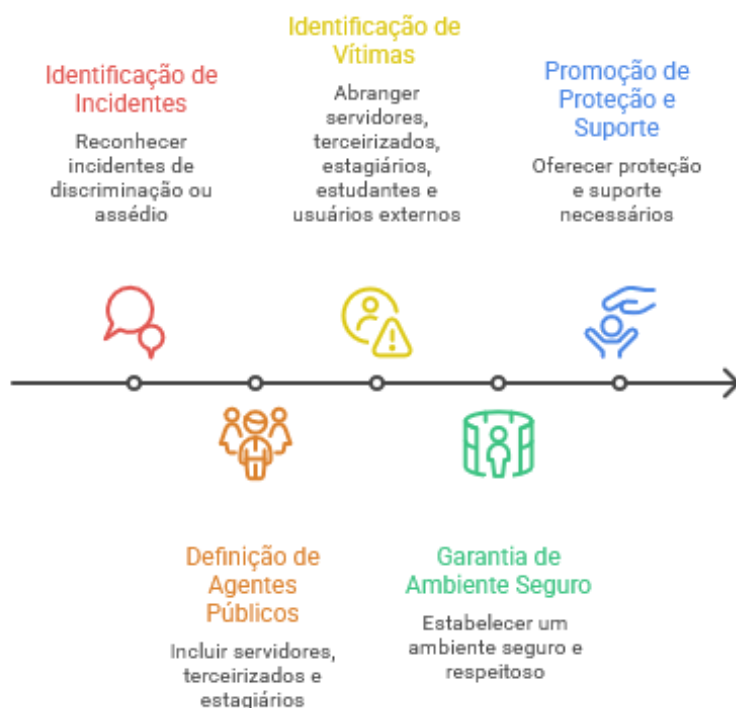 Identificação de
Incidentes
Reconhecer
incidentes de
discriminação ou
assédio
Identificação de
Vítimas
Abranger
servidores,
terceirizados,
estagiários,
estudantes e
usuários externos
Promoção de
Proteção e
Suporte
Oferecer proteção
e suporte
necessários
Definição de
Agentes
Públicos
Incluir servidores,
terceirizados e
estagiários
Garantia de
Ambiente Seguro
Estabelecer um
ambiente seguro e
respeitoso